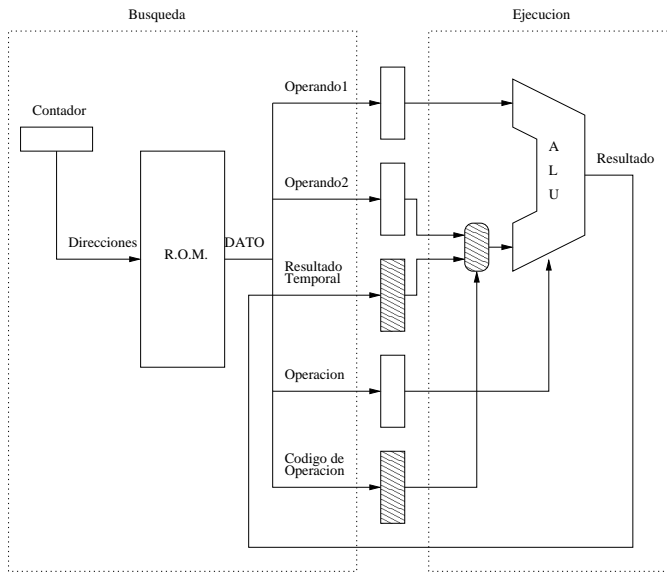 Busqueda
Ejecucion
Contador
Direcciones
R.O.M.
DATO
Operando1
Operando2
Resultado
Temporal
Operacion
Codigo de
Operacion
A
L
U
Resultado